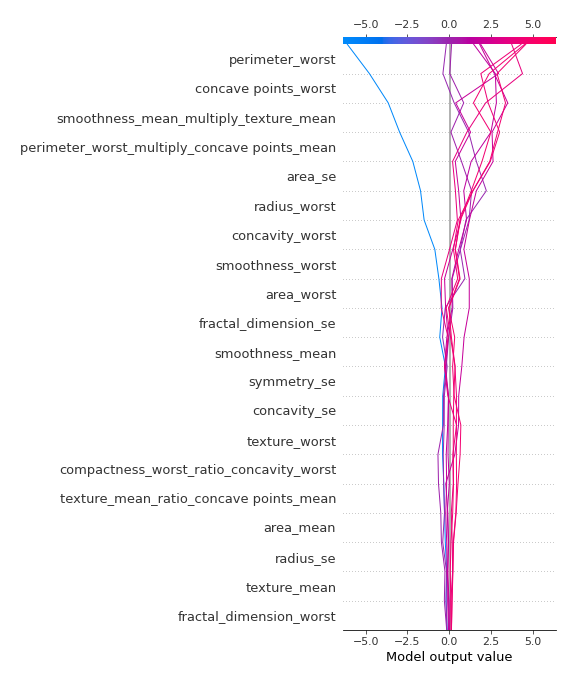 −5.0 −2.5 0.0 2.5 5.0
perimeter_worst
concave points_worst
smoothness_mean_multiply_texture_mean
perimeter_worst_multiply_concave points_mean
area_se
radius_worst
concavity_worst
smoothness_worst
area_worst
fractal_dimension_se
smoothness_mean
symmetry_se
concavity_se
texture_worst
compactness_worst_ratio_concavity_worst
texture_mean_ratio_concave points_mean
area_mean
radius_se
texture_mean
fractal_dimension_worst
−5.0 −2.5 0.0 2.5 5.0
Model output value